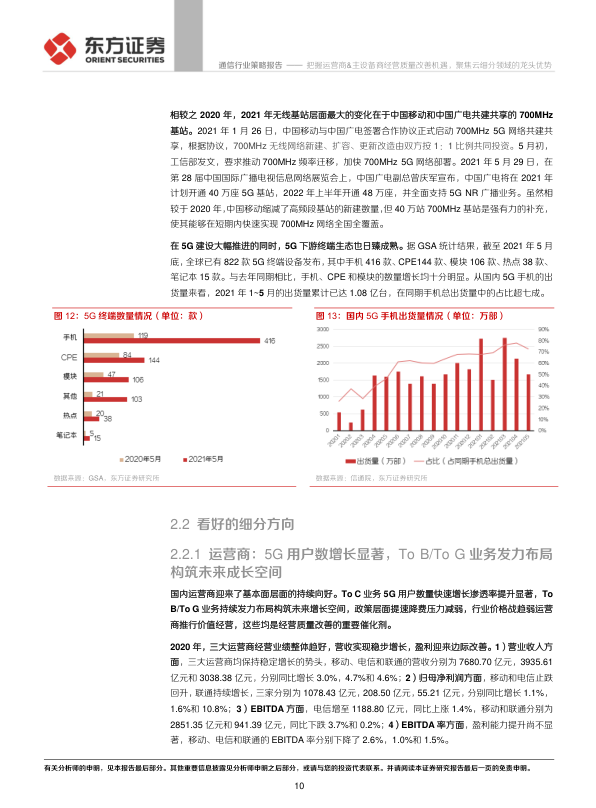 东方证券
ORIENT SECURITIES
通信行业策略报告 —— 把握运营商&主设备商经营质量改善机遇，聚焦云细分领域的龙头优势
相较之 2020 年，2021 年无线基站层面最大的变化在于中国移动和中国广电共建共享的 700MHz
基站。2021 年 1 月 26 日，中国移动与中国广电签署合作协议正式启动 700MHz 5G 网络共建共
享，根据协议，700MHz 无线网络新建、扩容、更新改造由双方按 1：1 比例共同投资。5 月初，
工信部发文，要求推动 700MHz 频率迁移，加快 700MHz 5G 网络部署。2021 年 5 月 29 日，在
第 28 届中国国际广播电视信息网络展览会上，中国广电副总曾庆军宣布，中国广电将在 2021 年
计划开通 40 万座 5G 基站，2022 年上半年开通 48 万座，并全面支持 5G NR 广播业务。虽然相
较于 2020 年，中国移动缩减了高频段基站的新建数量，但 40 万站 700MHz 基站是强有力的补充，
使其能够在短期内快速实现 700MHz 网络全国全覆盖。
在 5G 建设大幅推进的同时，5G 下游终端生态也日臻成熟。据 GSA 统计结果，截至 2021 年 5 月
底，全球已有 822 款 5G 终端设备发布，其中手机 416 款、CPE144 款、模块 106 款、热点 38 款、
笔记本 15 款。与去年同期相比，手机、CPE 和模块的数量增长均十分明显。从国内 5G 手机的出
货量来看，2021 年 1~5 月的出货量累计已达 1.08 亿台，在同期手机总出货量中的占比超七成。
图 12：5G 终端数量情况（单位：款）
手机 119 416
CPE 84 144
模块 47 106
其他 21 103
热点 20 38
笔记本 5 15
2020年5月 2021年5月
数据来源：GSA，东方证券研究所
图 13：国内 5G 手机出货量情况（单位：万部）
3000 90%
2500 80%
2000 70%
1500 60%
1000 50%
500 40%
0 30%
20%
10%
0%
2020/1 2020/2 2020/3 2020/4 2020/5 2020/6 2020/7 2020/8 2020/9 2020/10 2020/11 2020/12 2021/1 2021/2 2021/3 2021/4 2021/5
出货量（万部） 占比（占同期手机总出货量）
数据来源：信通院，东方证券研究所
2.2 看好的细分方向
2.2.1 运营商：5G 用户数增长显著，To B/To G 业务发力布局
构筑未来成长空间
国内运营商迎来了基本面层面的持续向好。To C 业务 5G 用户数量快速增长渗透率提升显著，To
B/To G 业务持续发力布局构筑未来增长空间，政策层面提速降费压力减弱，行业价格战趋弱运营
商推行价值经营，这些均是经营质量改善的重要催化剂。
2020 年，三大运营商经营业绩整体趋好，营收实现稳步增长，盈利迎来边际改善。1）营业收入方
面，三大运营商均保持稳定增长的势头，移动、电信和联通的营收分别为 7680.70 亿元，3935.61
亿元和 3038.38 亿元，分别同比增长 3.0%，4.7%和 4.6%；2）归母净利润方面，移动和电信止跌
回升，联通持续增长，三家分别为 1078.43 亿元，208.50 亿元，55.21 亿元，分别同比增长 1.1%，
1.6%和 10.8%；3）EBITDA 方面，电信增至 1188.80 亿元，同比上涨 1.4%，移动和联通分别为
2851.35 亿元和 941.39 亿元，同比下跌 3.7%和 0.2%；4）EBITDA 率方面，盈利能力提升尚不显
著，移动、电信和联通的 EBITDA 率分别下降了 2.6%，1.0%和 1.5%。
有关分析师的申明，见本报告最后部分。其他重要信息披露见分析师申明之后部分，或请与您的投资代表联系。并请阅读本证券研究报告最后一页的免责申明。
10